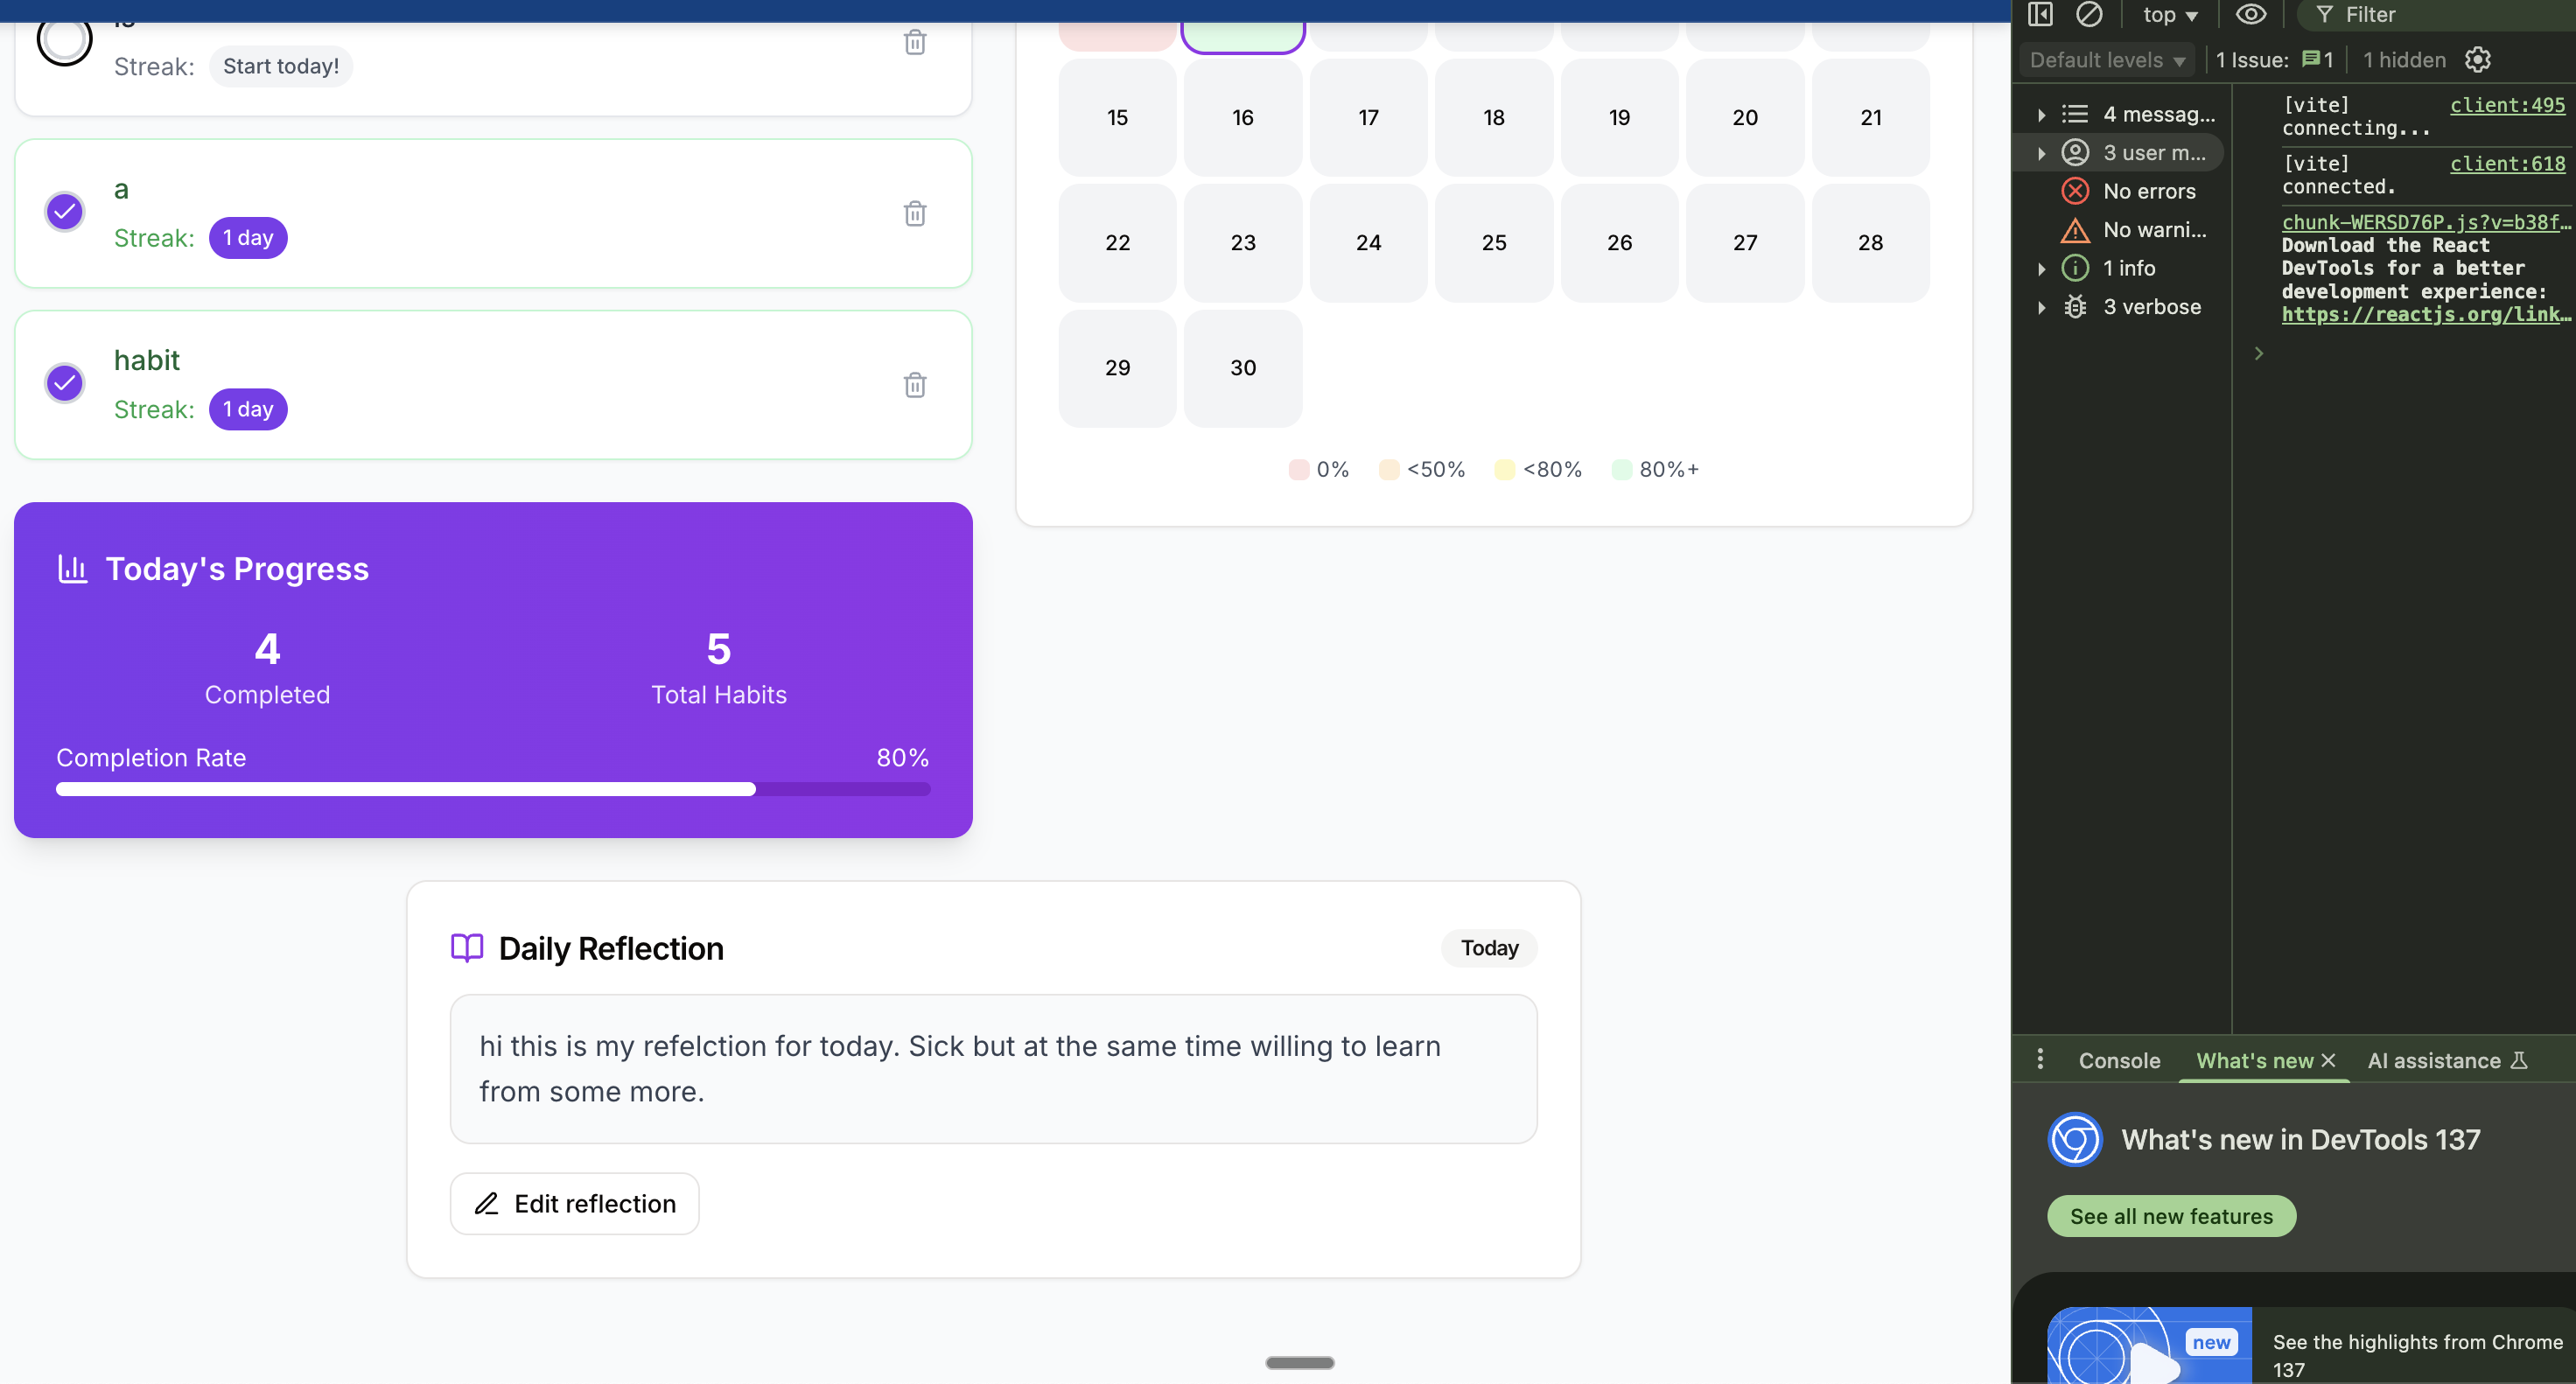 Streak: Start today!
a
Streak: 1 day
habit
Streak: 1 day
Today's Progress
4
Completed
5
Total Habits
Completion Rate 80%
15 16 17 18 19 20 21
22 23 24 25 26 27 28
29 30
0% <50% <80% 80%+
Daily Reflection
Today
hi this is my refelction for today. Sick but at the same time willing to learn
from some more.
Edit reflection
top
Filter
Default levels
1 Issue: 1
1 hidden
4 messag...
3 user m...
No errors
No warni...
1 info
3 verbose
[vite] client:495
connecting...
[vite] client:618
connected.
chunk-WERSD76P.js?v=b38f…
Download the React
DevTools for a better
development experience:
https://reactjs.org/link…
Console
What's new
AI assistance
What's new in DevTools 137
See all new features
new
See the highlights from Chrome
137